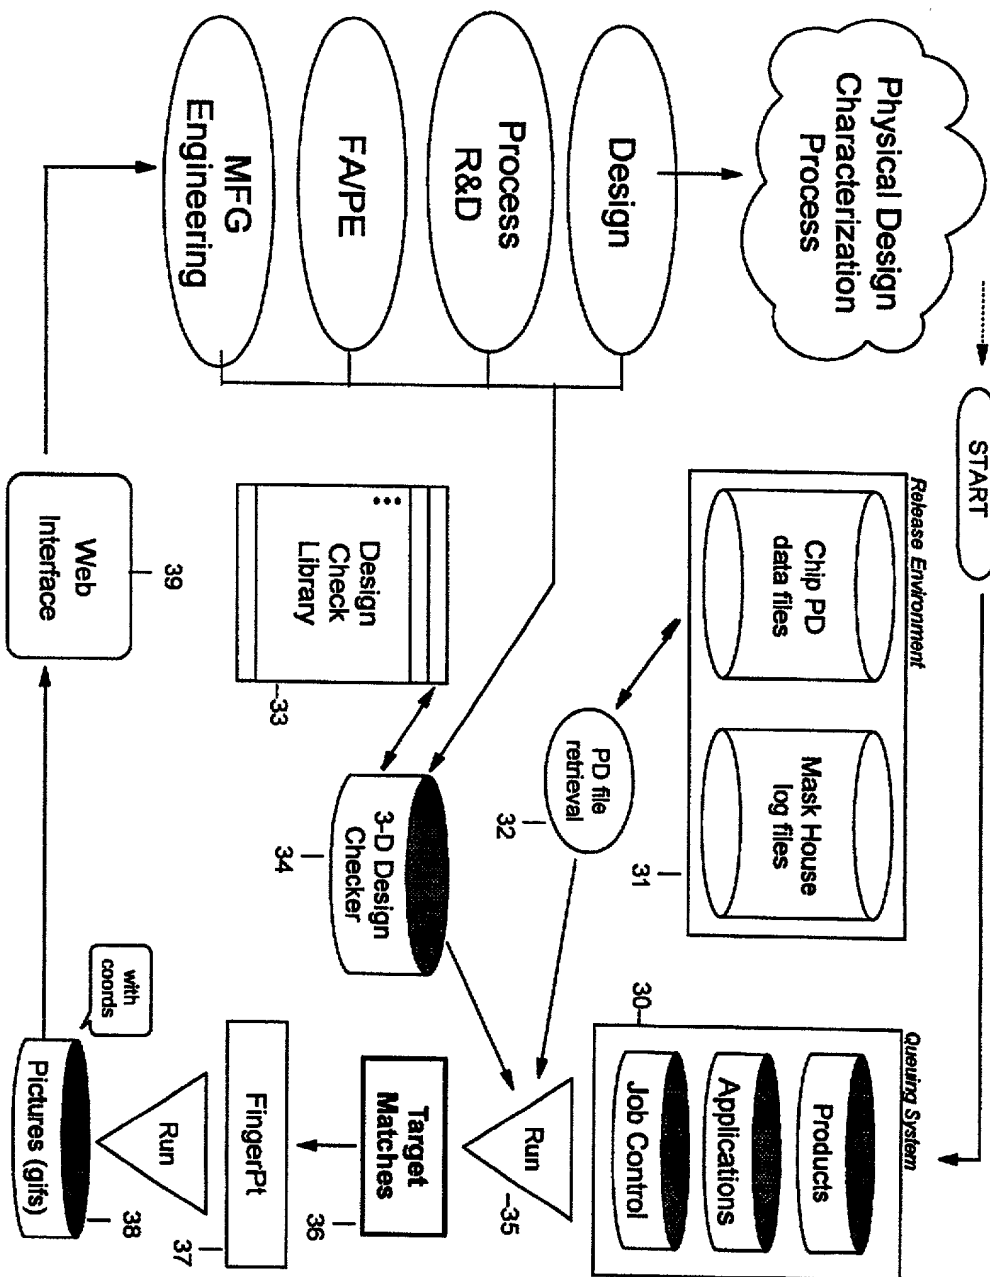 START
Physical Design
Characterization
Process
Design
Process
R&D
FA/PE
MFG
Engineering
Release Environment
Chip PD
data files
Mask House
log files
31
PD file
retrieval
32
Design
Check
Library
33
3-D Design
Checker
34
Queuing System
Products
Applications
Job Control
30
Run
35
Target
Matches
36
FingerPt
37
Run
Pictures (gifs)
38
with
coords
Web
Interface
39